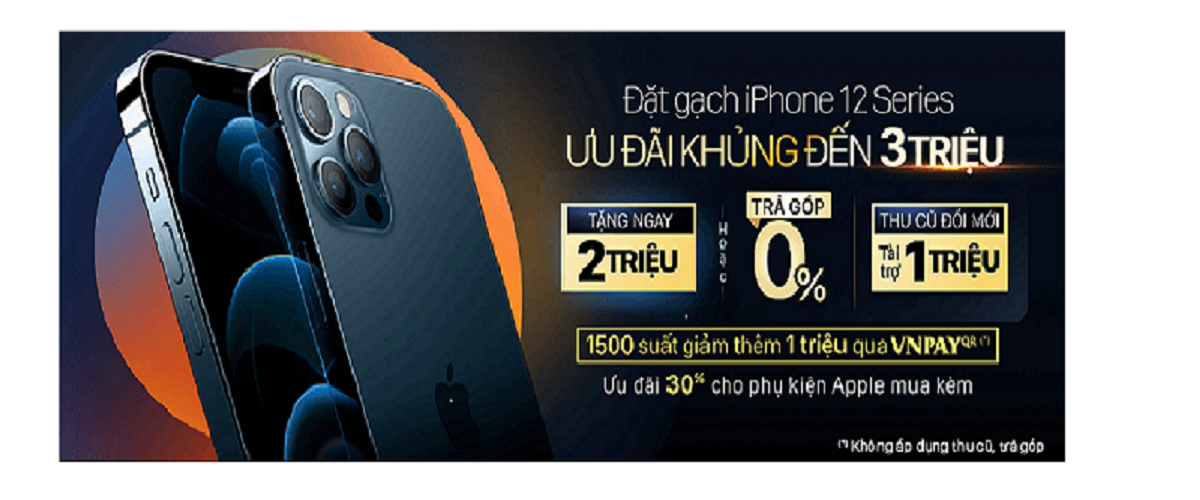 Đặt gạch iPhone 12 Series
ƯU ĐÃI KHỦNG ĐẾN 3 TRIỆU
TẶNG NGAY
2 TRIỆU
Hoặc
TRẢ GÓP
0%
THU CŨ ĐỔI MỚI
Tài trợ 1 TRIỆU
1500 suất giảm thêm 1 triệu qua VNPAYQR (*)
Ưu đãi 30% cho phụ kiện Apple mua kèm
(*) Không áp dụng thu cũ, trả góp